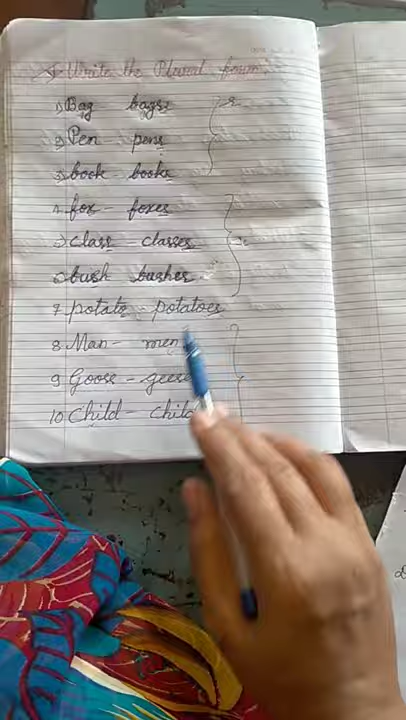 Write the Plural form:
1) Bag - bags
2) Pen - pens
3) book - books
4. fox - foxes
5) class - classes
6 bush bushes
7 potato - potatoes
8 Man - men
9 Goose - geese
10 Child - child